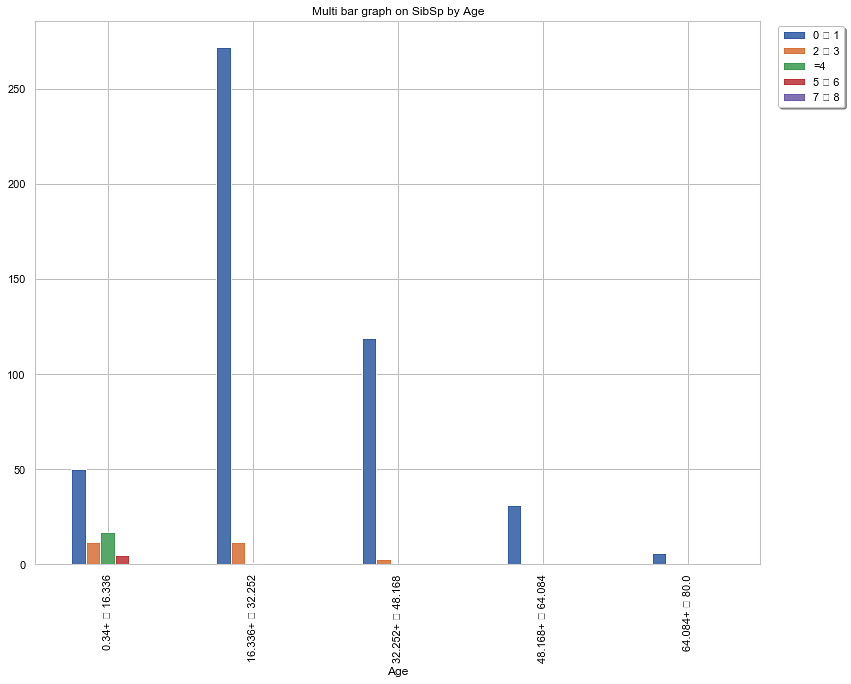 Multi bar graph on SibSp by Age
0 □ 1
2 □ 3
=4
5 □ 6
7 □ 8
250
200
150
100
50
0
0.34+ □ 16.336
16.336+ □ 32.252
32.252+ □ 48.168
48.168+ □ 64.084
64.084+ □ 80.0
Age